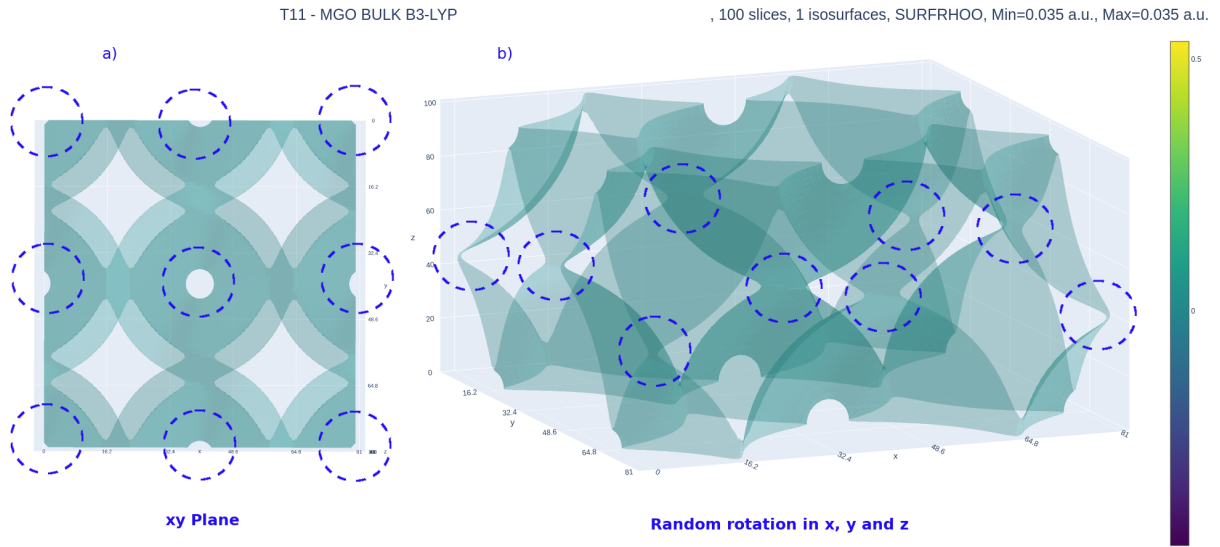 T11 - MGO BULK B3-LYP
, 100 slices, 1 isosurfaces, SURFRHOO, Min=0.035 a.u., Max=0.035 a.u.
a)
b)
0.5
0
0
16.2
32.4
y
48.6
64.8
0
16.2
32.4
x
48.6
64.8
81
z
100
80
60
z
40
20
0
16.2
32.4
y
48.6
64.8
81
0
16.2
32.4
x
48.6
64.8
81
xy Plane
Random rotation in x, y and z